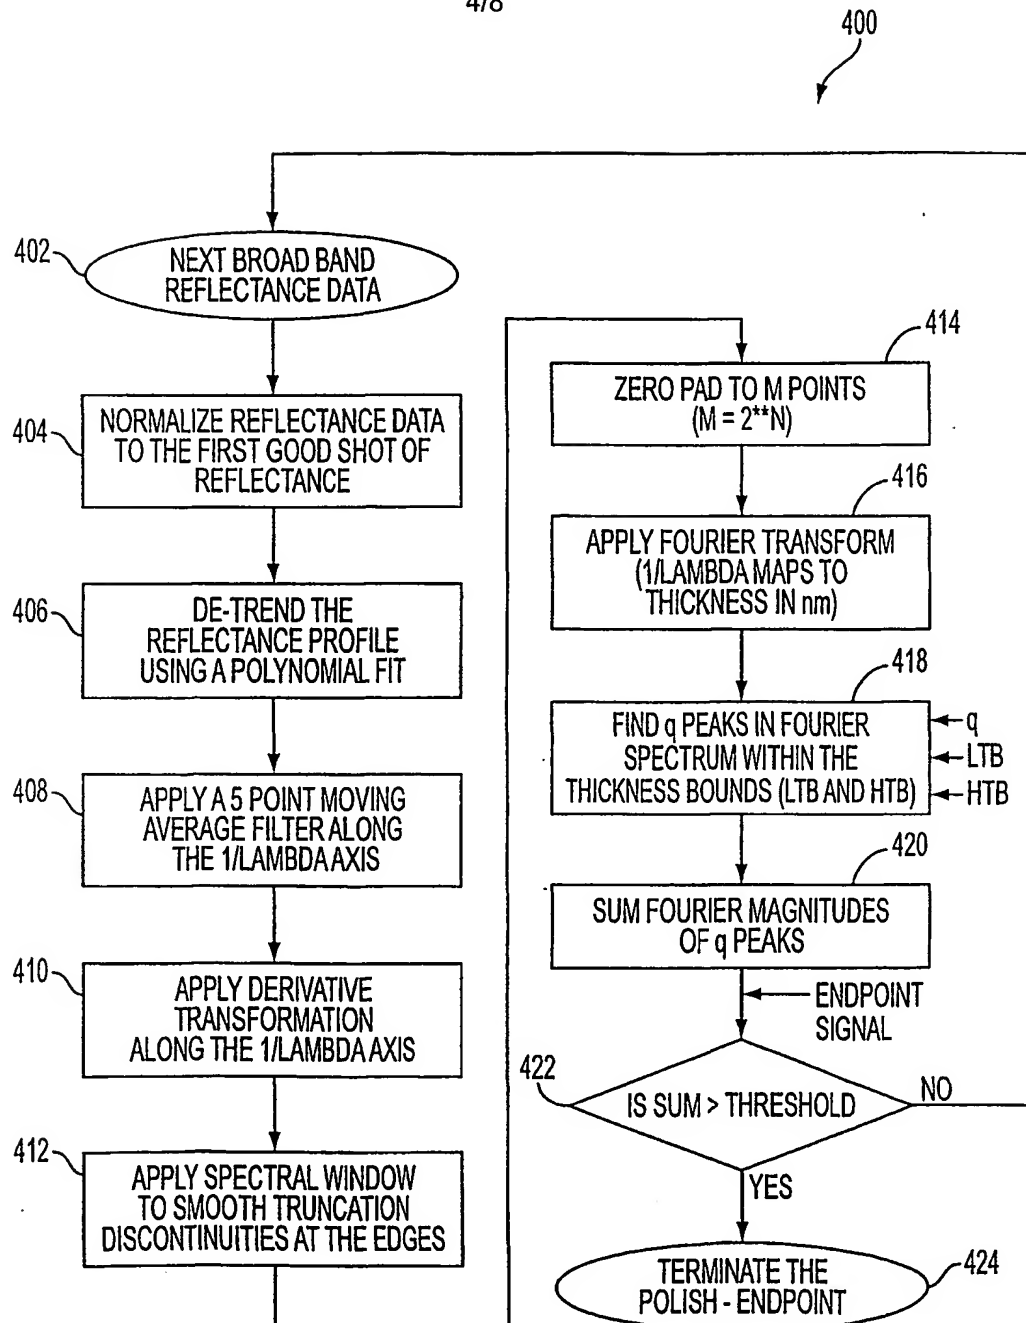 4/8
400
402
NEXT BROAD BAND
REFLECTANCE DATA
404
NORMALIZE REFLECTANCE DATA
TO THE FIRST GOOD SHOT OF
REFLECTANCE
406
DE-TREND THE
REFLECTANCE PROFILE
USING A POLYNOMIAL FIT
408
APPLY A 5 POINT MOVING
AVERAGE FILTER ALONG
THE 1/LAMBDA AXIS
410
APPLY DERIVATIVE
TRANSFORMATION
ALONG THE 1/LAMBDA AXIS
412
APPLY SPECTRAL WINDOW
TO SMOOTH TRUNCATION
DISCONTINUITIES AT THE EDGES
414
ZERO PAD TO M POINTS
(M = 2**N)
416
APPLY FOURIER TRANSFORM
(1/LAMBDA MAPS TO
THICKNESS IN nm)
418
FIND q PEAKS IN FOURIER
SPECTRUM WITHIN THE
THICKNESS BOUNDS (LTB AND HTB)
q
LTB
HTB
420
SUM FOURIER MAGNITUDES
OF q PEAKS
ENDPOINT
SIGNAL
422
IS SUM > THRESHOLD
NO
YES
424
TERMINATE THE
POLISH - ENDPOINT